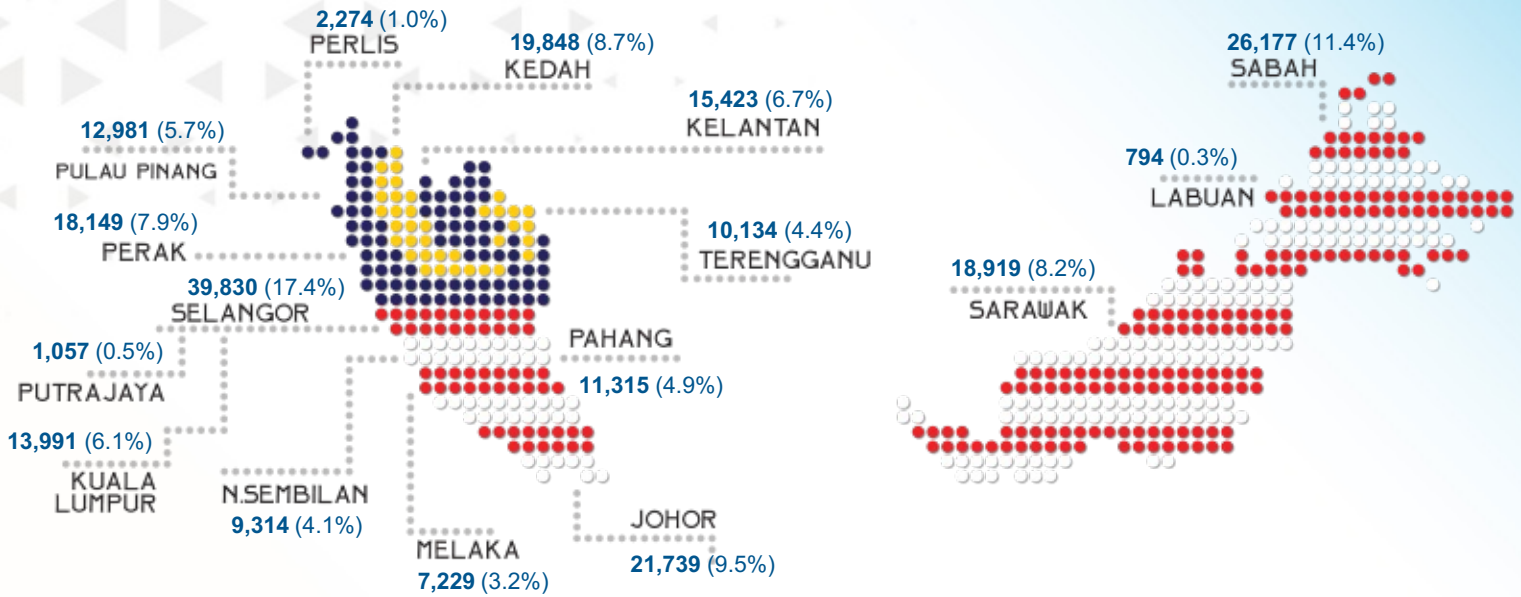 2,274 (1.0%)
PERLIS
19,848 (8.7%)
KEDAH
15,423 (6.7%)
KELANTAN
12,981 (5.7%)
PULAU PINANG
18,149 (7.9%)
PERAK
10,134 (4.4%)
TERENGGANU
39,830 (17.4%)
SELANGOR
PAHANG
11,315 (4.9%)
1,057 (0.5%)
PUTRAJAYA
13,991 (6.1%)
KUALA
LUMPUR
N.SEMBILAN
9,314 (4.1%)
MELAKA
7,229 (3.2%)
JOHOR
21,739 (9.5%)
26,177 (11.4%)
SABAH
794 (0.3%)
LABUAN
18,919 (8.2%)
SARAWAK